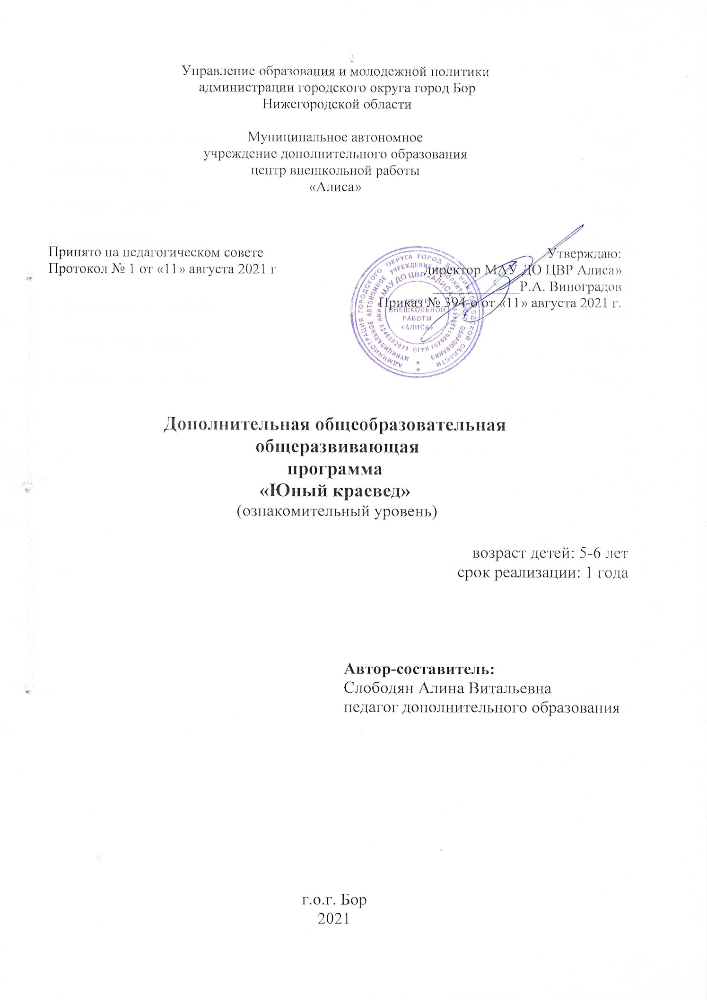 Управление образования и молодежной политики
администрации городского округа город Бор
Нижегородской области
Муниципальное автономное
учреждение дополнительного образования
центр внешкольной работы
«Алиса»
Принято на педагогическом совете
Протокол № 1 от «11» августа 2021 г
Утверждаю:
директор МАУ ДО ЦВР Алиса»
Р.А. Виноградов
Приказ № 394-о от «11» августа 2021 г.
АДМИНИСТРАЦИЯ ГОРОДСКОГО ОКРУГА ГОРОД БОР НИЖЕГОРОДСКОЙ ОБЛАСТИ
МУНИЦИПАЛЬНОЕ АВТОНОМНОЕ УЧРЕЖДЕНИЕ ДОПОЛНИТЕЛЬНОГО ОБРАЗОВАНИЯ
«МАУ ДО ЦВР «АЛИСА»
ИНН 5246002078 ОГРН
ЦЕНТР
ВНЕШКОЛЬНОЙ
РАБОТЫ
«АЛИСА»
Дополнительная общеобразовательная
общеразвивающая
программа
«Юный краевед»
(ознакомительный уровень)
возраст детей: 5-6 лет
срок реализации: 1 года
Автор-составитель:
Слободян Алина Витальевна
педагог дополнительного образования
г.о.г. Бор
2021